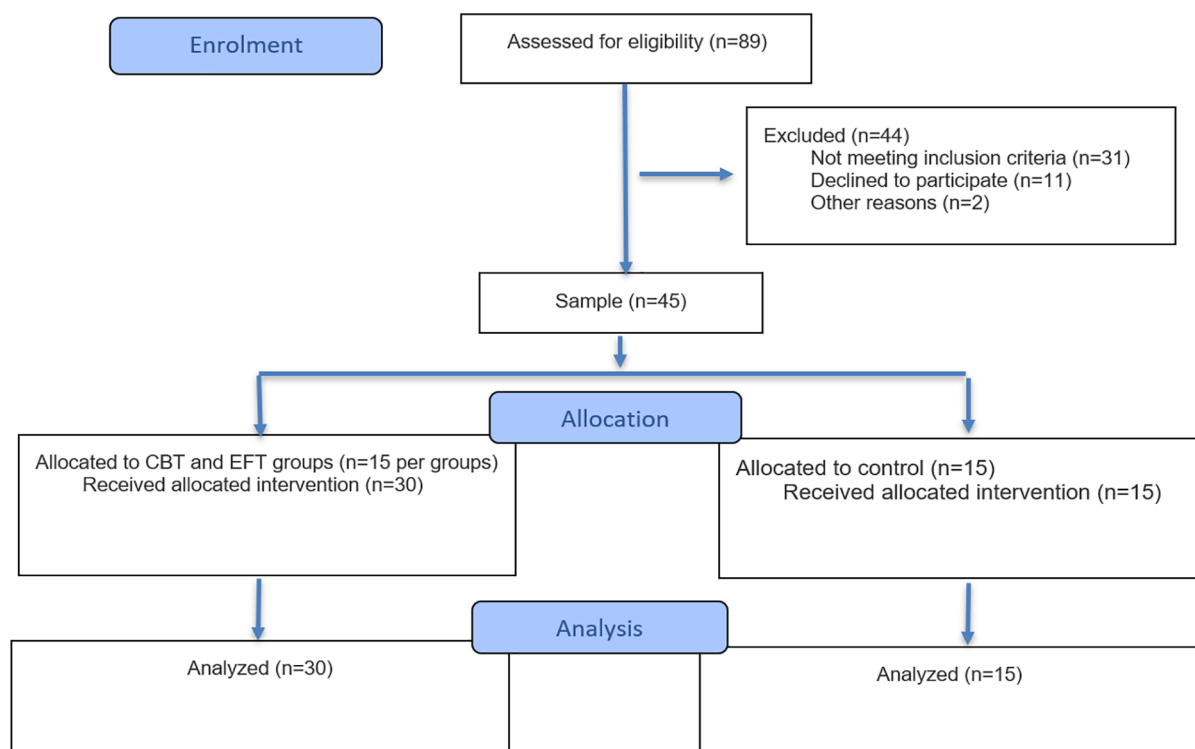 Enrolment
Assessed for eligibility (n=89)
Excluded (n=44)
Not meeting inclusion criteria (n=31)
Declined to participate (n=11)
Other reasons (n=2)
Sample (n=45)
Allocation
Allocated to CBT and EFT groups (n=15 per groups)
Received allocated intervention (n=30)
Allocated to control (n=15)
Received allocated intervention (n=15)
Analysis
Analyzed (n=30)
Analyzed (n=15)